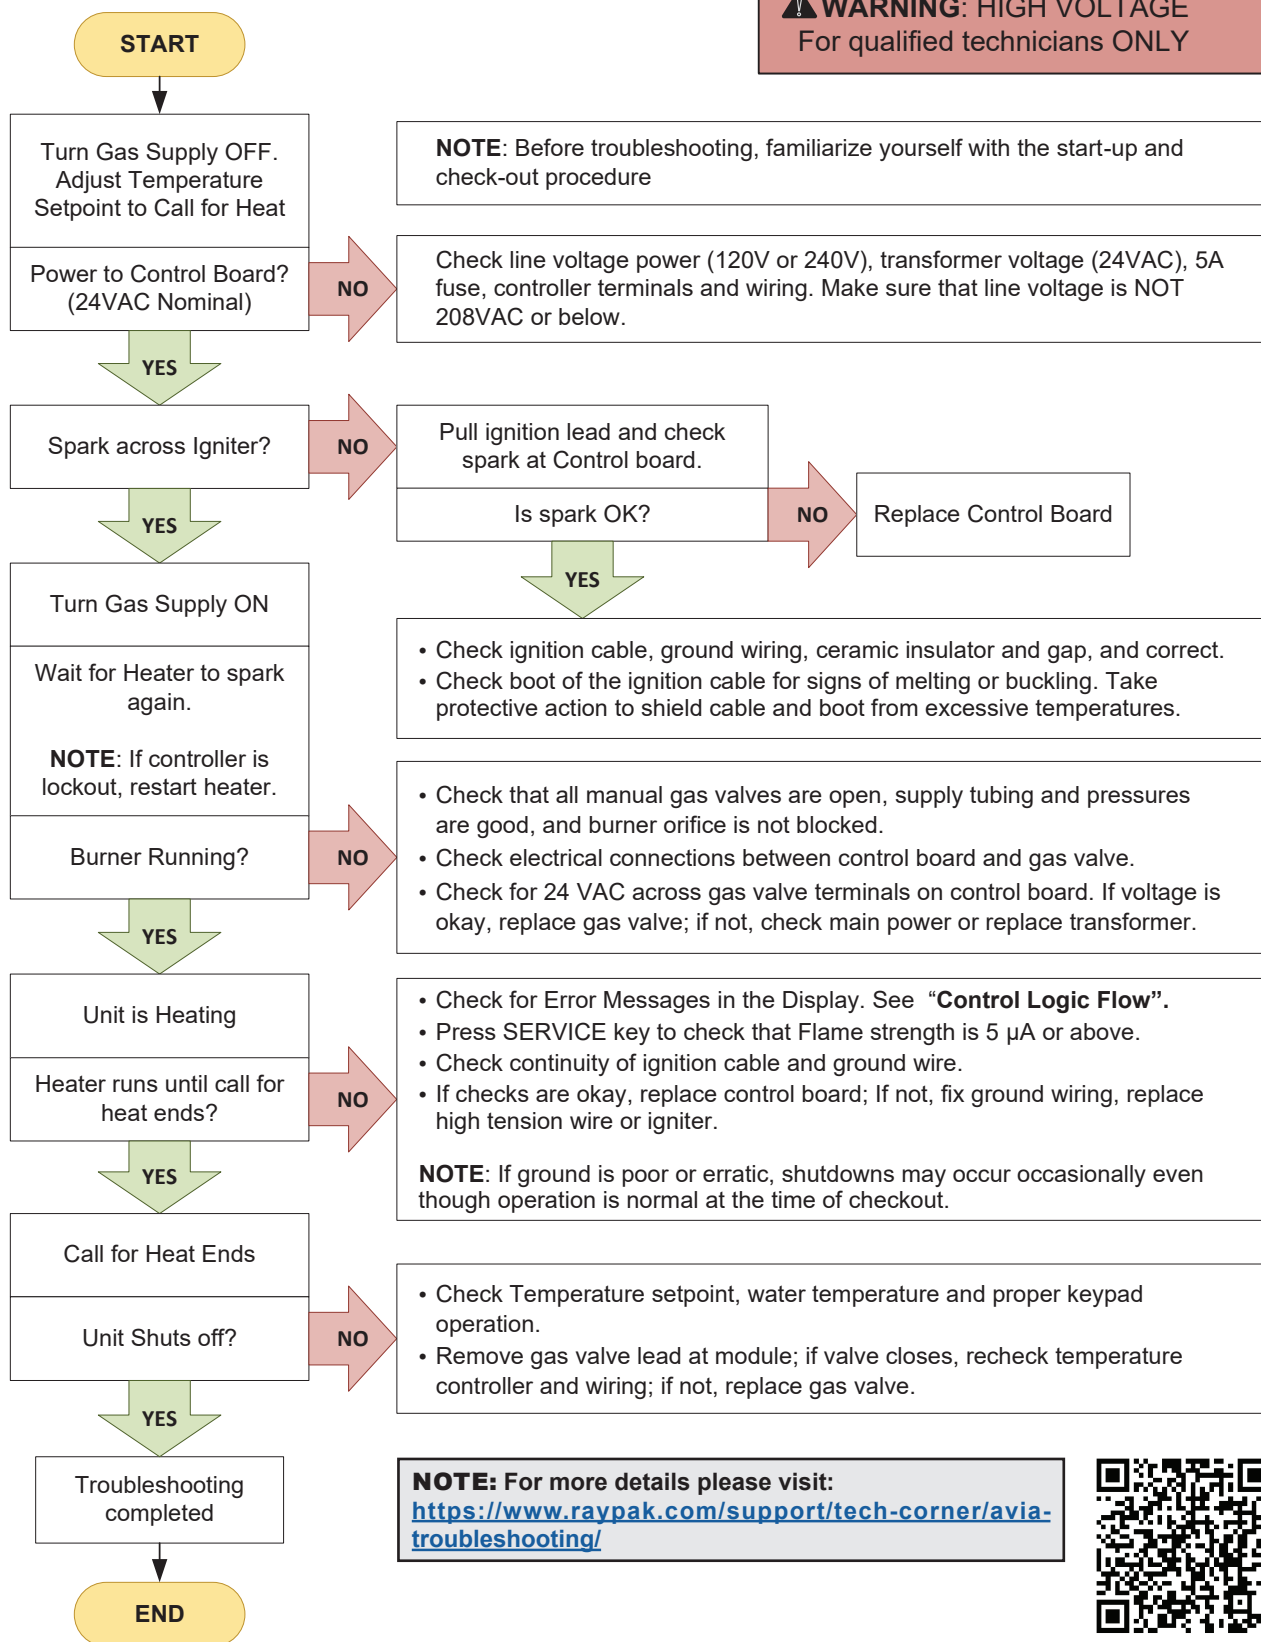 WARNING: HIGH VOLTAGE
For qualified technicians ONLY
START
Turn Gas Supply OFF.
Adjust Temperature
Setpoint to Call for Heat
NOTE: Before troubleshooting, familiarize yourself with the start-up and
check-out procedure
Power to Control Board?
(24VAC Nominal)
NO
Check line voltage power (120V or 240V), transformer voltage (24VAC), 5A
fuse, controller terminals and wiring. Make sure that line voltage is NOT
208VAC or below.
YES
Spark across Igniter?
NO
Pull ignition lead and check
spark at Control board.
Is spark OK?
NO
Replace Control Board
YES
YES
• Check ignition cable, ground wiring, ceramic insulator and gap, and correct.
• Check boot of the ignition cable for signs of melting or buckling. Take
protective action to shield cable and boot from excessive temperatures.
Turn Gas Supply ON
Wait for Heater to spark
again.
NOTE: If controller is
lockout, restart heater.
Burner Running?
NO
• Check that all manual gas valves are open, supply tubing and pressures
are good, and burner orifice is not blocked.
• Check electrical connections between control board and gas valve.
• Check for 24 VAC across gas valve terminals on control board. If voltage is
okay, replace gas valve; if not, check main power or replace transformer.
YES
Unit is Heating
Heater runs until call for
heat ends?
NO
• Check for Error Messages in the Display. See “Control Logic Flow”.
• Press SERVICE key to check that Flame strength is 5 µA or above.
• Check continuity of ignition cable and ground wire.
• If checks are okay, replace control board; If not, fix ground wiring, replace
high tension wire or igniter.
NOTE: If ground is poor or erratic, shutdowns may occur occasionally even
though operation is normal at the time of checkout.
YES
Call for Heat Ends
Unit Shuts off?
NO
• Check Temperature setpoint, water temperature and proper keypad
operation.
• Remove gas valve lead at module; if valve closes, recheck temperature
controller and wiring; if not, replace gas valve.
YES
Troubleshooting
completed
NOTE: For more details please visit:
https://www.raypak.com/support/tech-corner/avia-
troubleshooting/
END